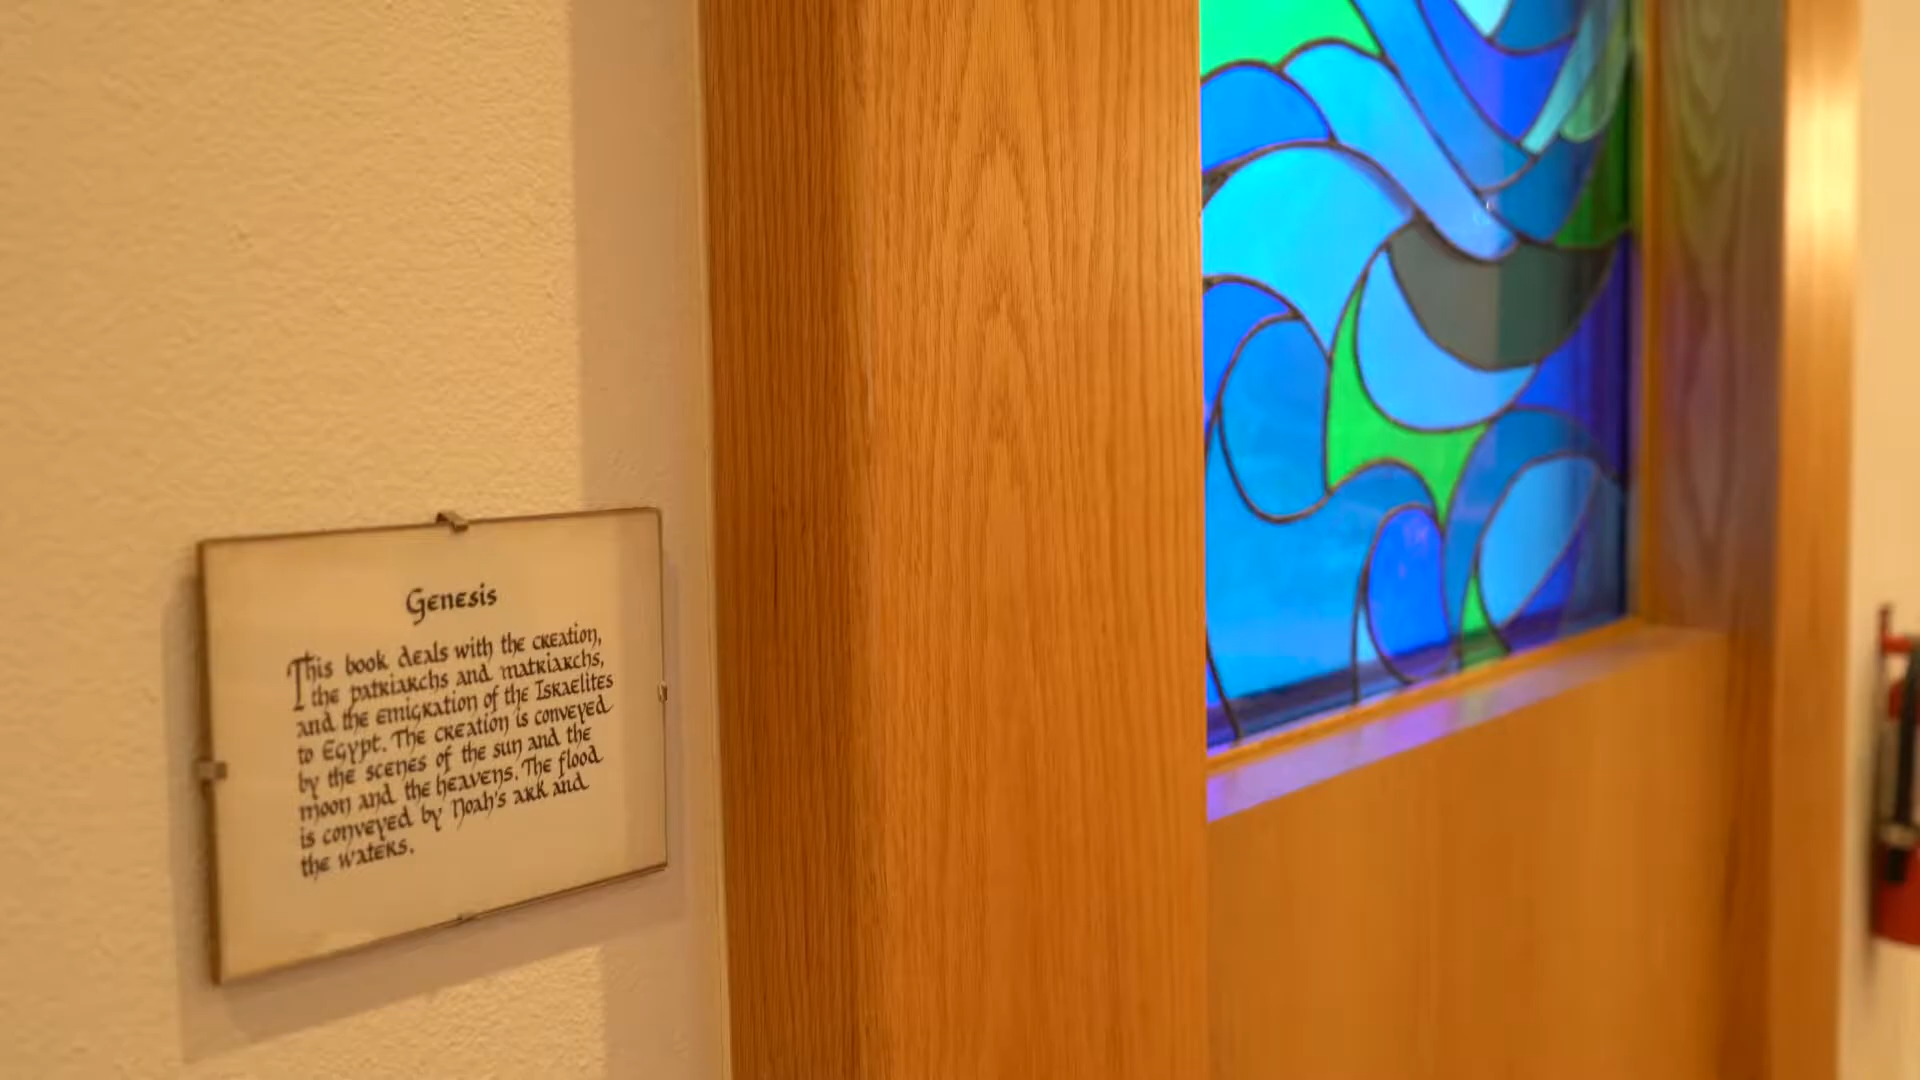 Genesis
This book deals with the creation,
the patriarchs and matriarchs,
and the emigration of the Israelites
to Egypt. The creation is conveyed
by the scenes of the sun and the
moon and the heavens. The flood
is conveyed by Noah's ark and
the waters.